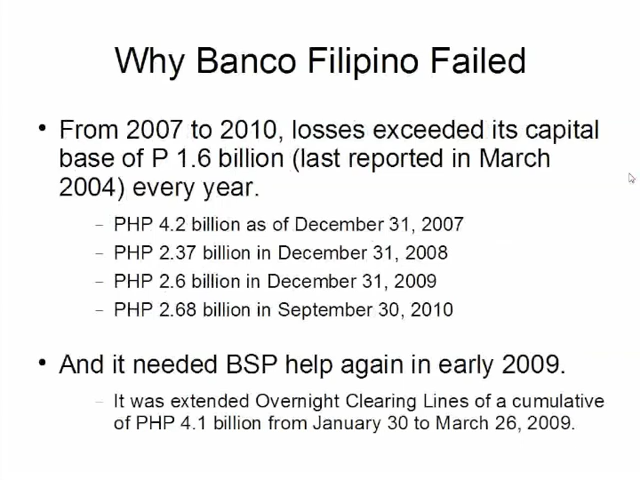 Why Banco Filipino Failed
• From 2007 to 2010, losses exceeded its capital
base of P 1.6 billion (last reported in March
2004) every year.
– PHP 4.2 billion as of December 31, 2007
– PHP 2.37 billion in December 31, 2008
– PHP 2.6 billion in December 31, 2009
– PHP 2.68 billion in September 30, 2010
• And it needed BSP help again in early 2009.
– It was extended Overnight Clearing Lines of a cumulative
of PHP 4.1 billion from January 30 to March 26, 2009.